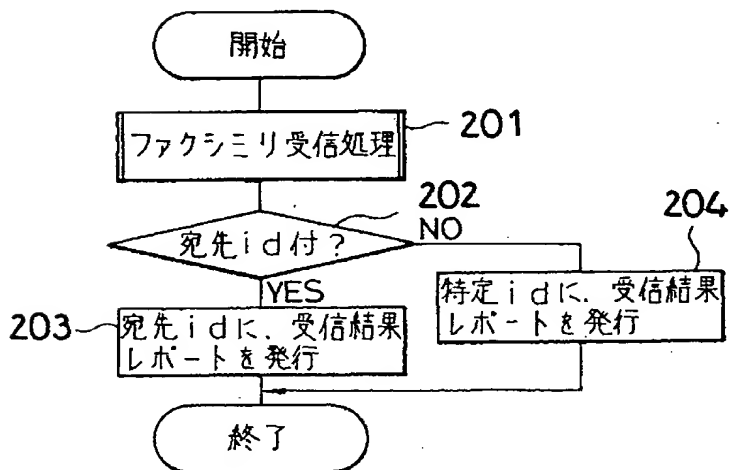 開始
ファクシミリ受信処理
201
202
宛先id付?
NO
204
YES
203
宛先idに、受信結果
レポートを発行
特定idに、受信結果
レポートを発行
終了